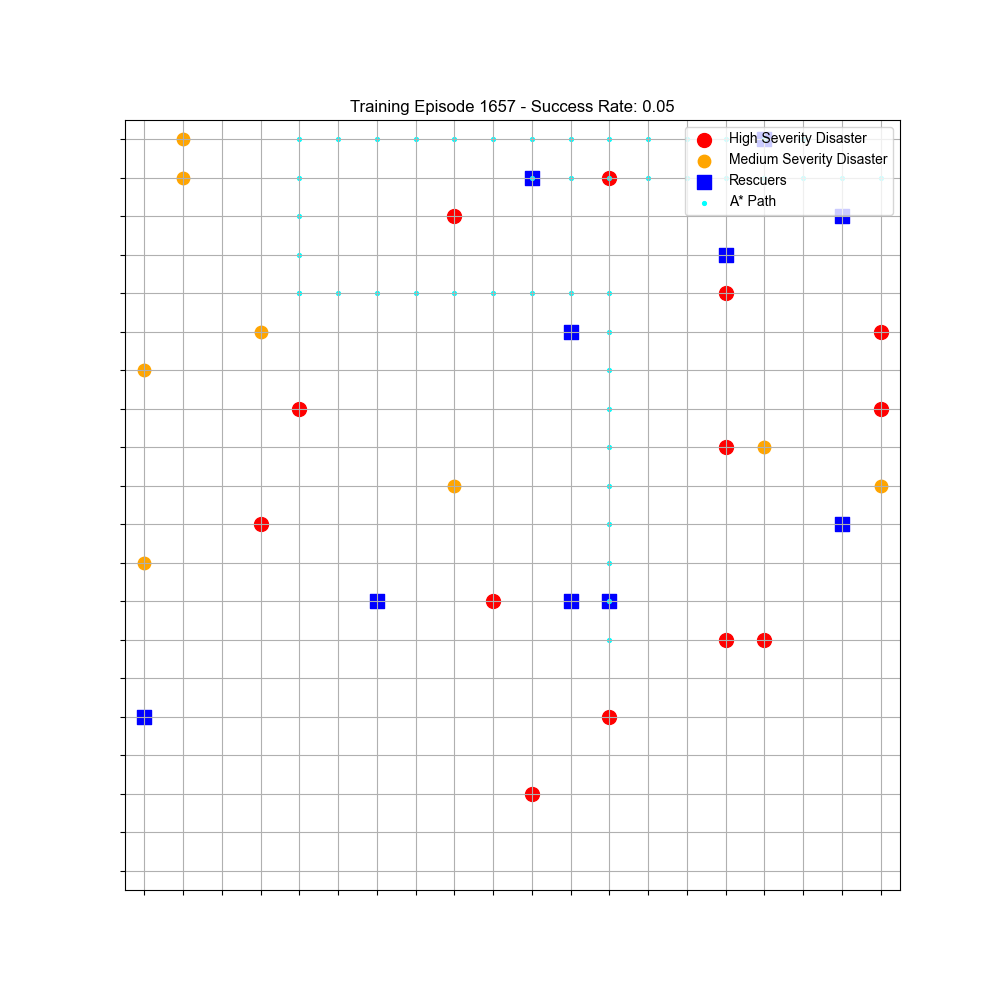 Training Episode 1657 - Success Rate: 0.05
High Severity Disaster
Medium Severity Disaster
Rescuers
A* Path